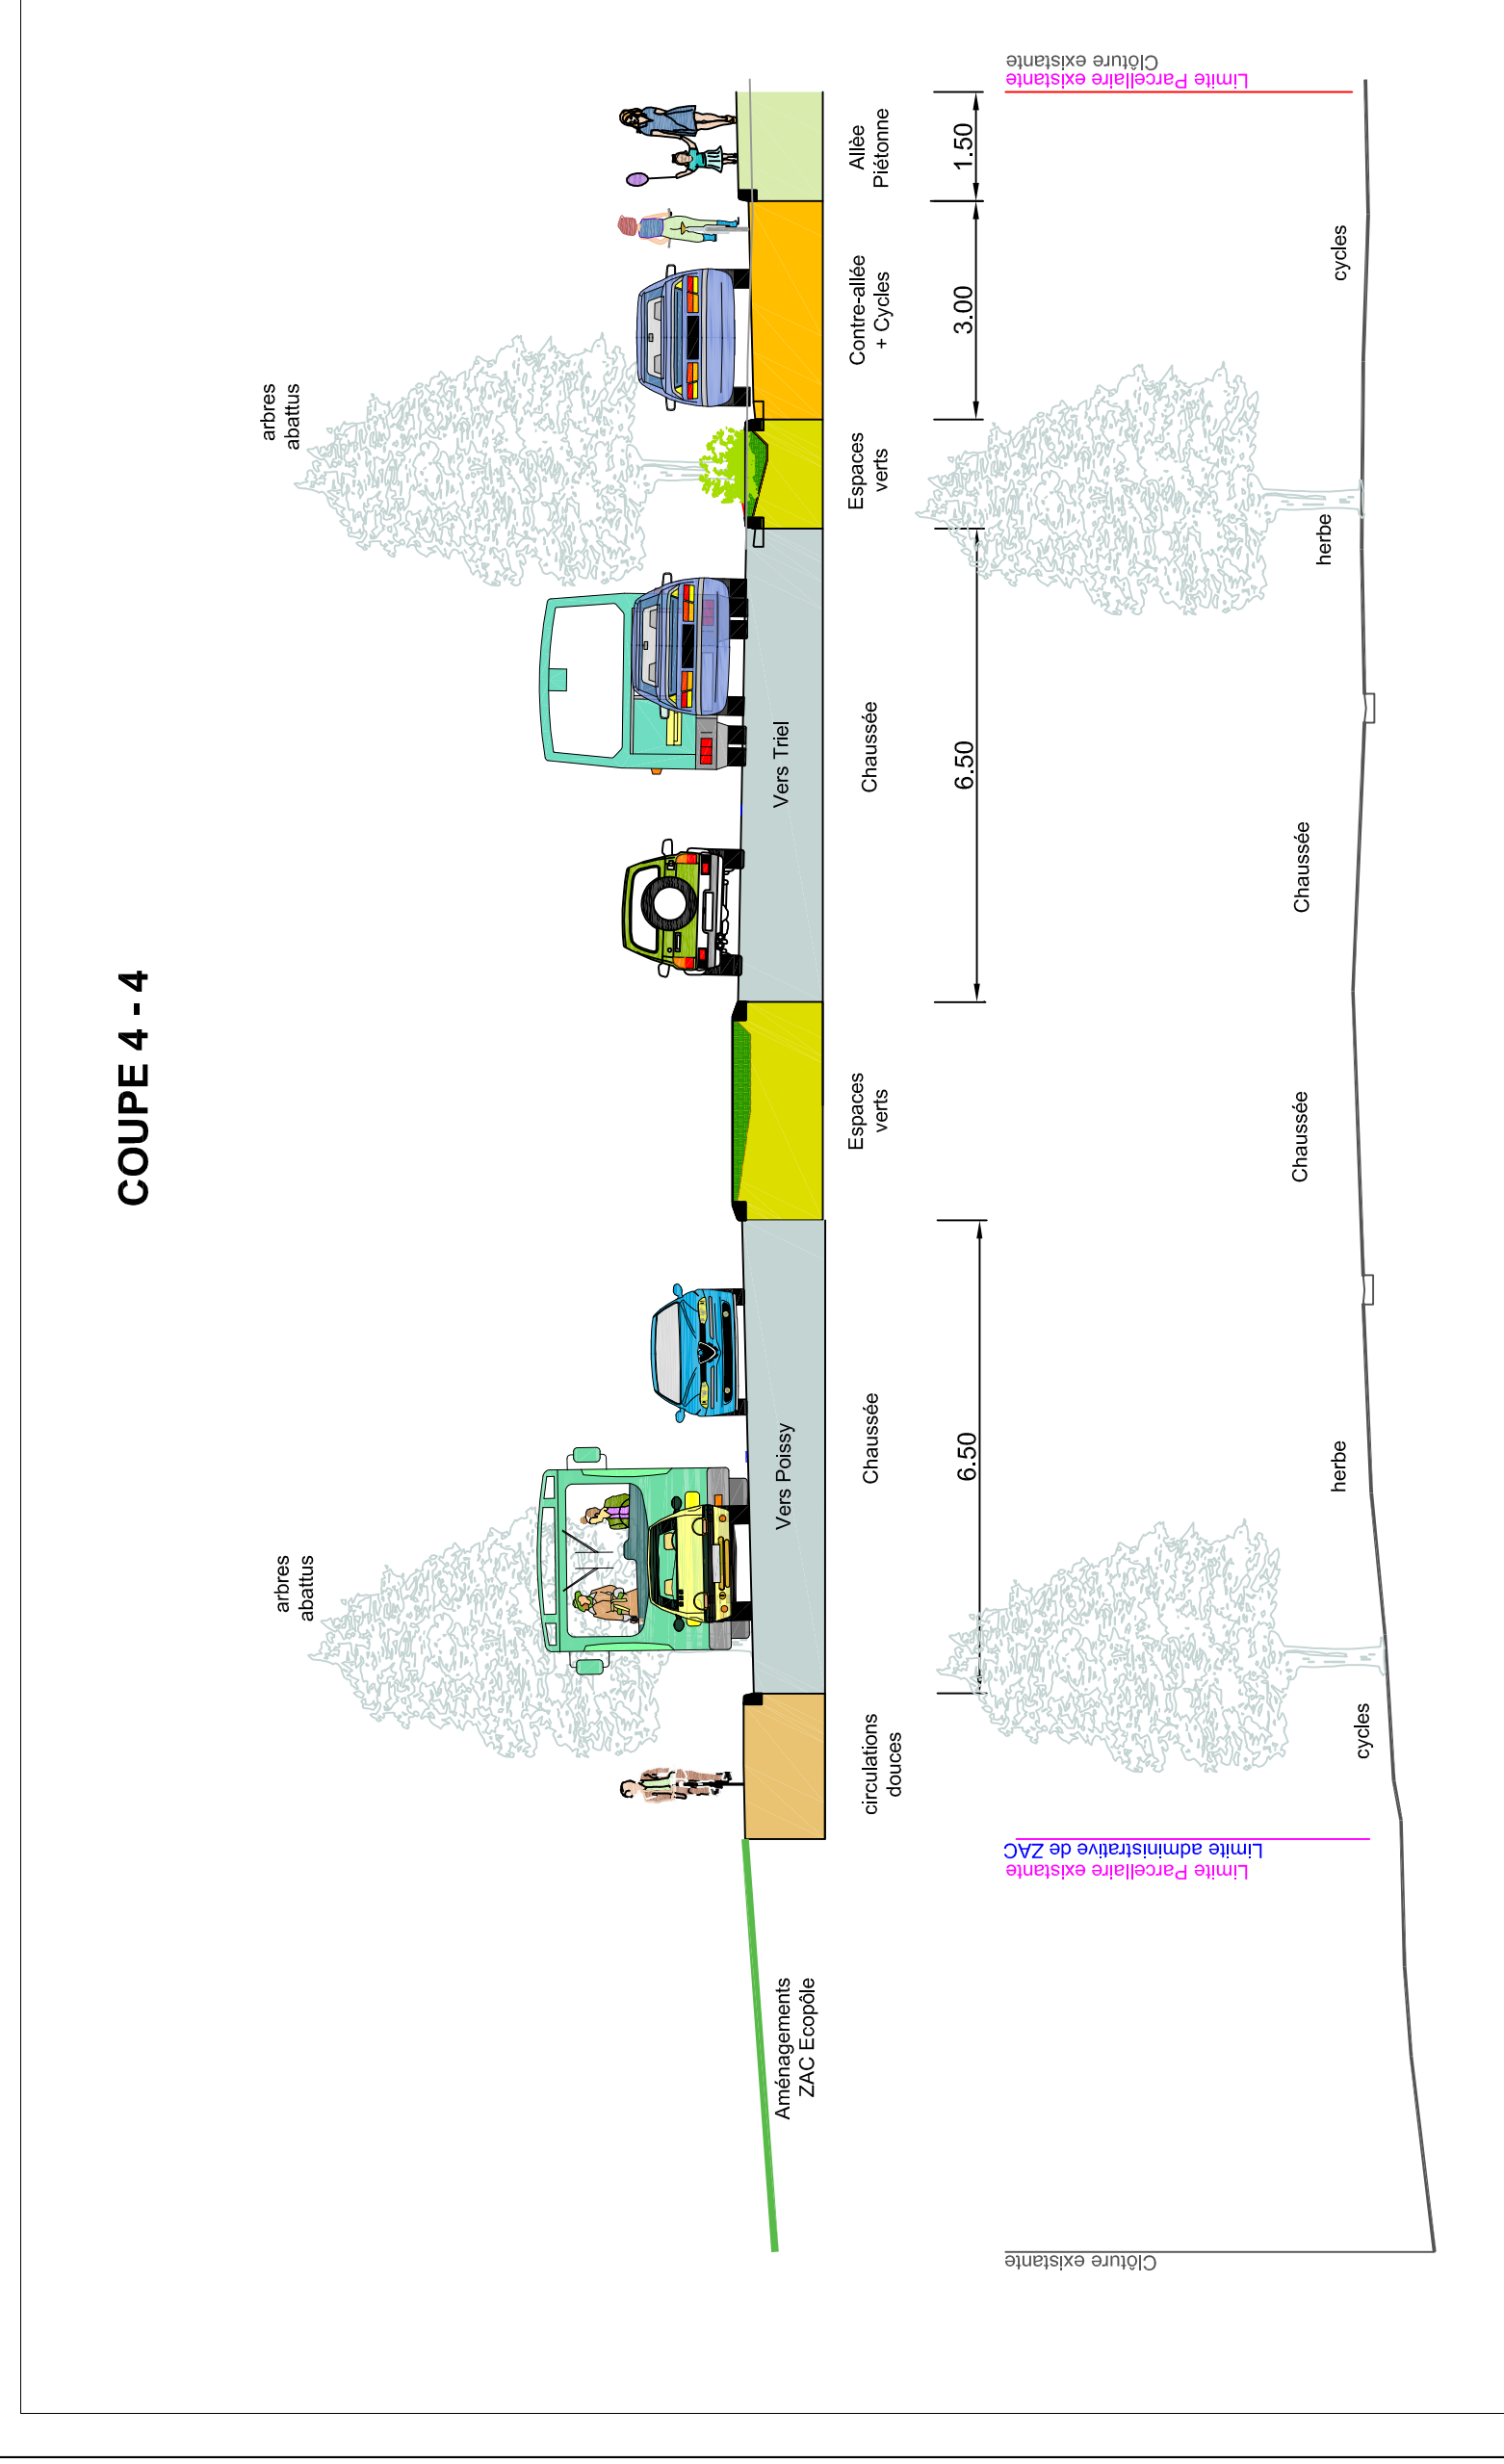 COUPE 4 - 4
arbres
abattus
arbres
abattus
Aménagements
ZAC Ecopôle
Vers Poissy
Vers Triel
circulations
douces
Chaussée
Espaces
verts
Chaussée
Espaces
verts
Contre-allée
+ Cycles
Allèe
Piétonne
6.50
6.50
3.00
1.50
Clôture existante
Limite Parcellaire existante
Limite administrative de ZAC
Limite Parcellaire existante
Clôture existante
cycles
herbe
Chaussée
Chaussée
herbe
cycles